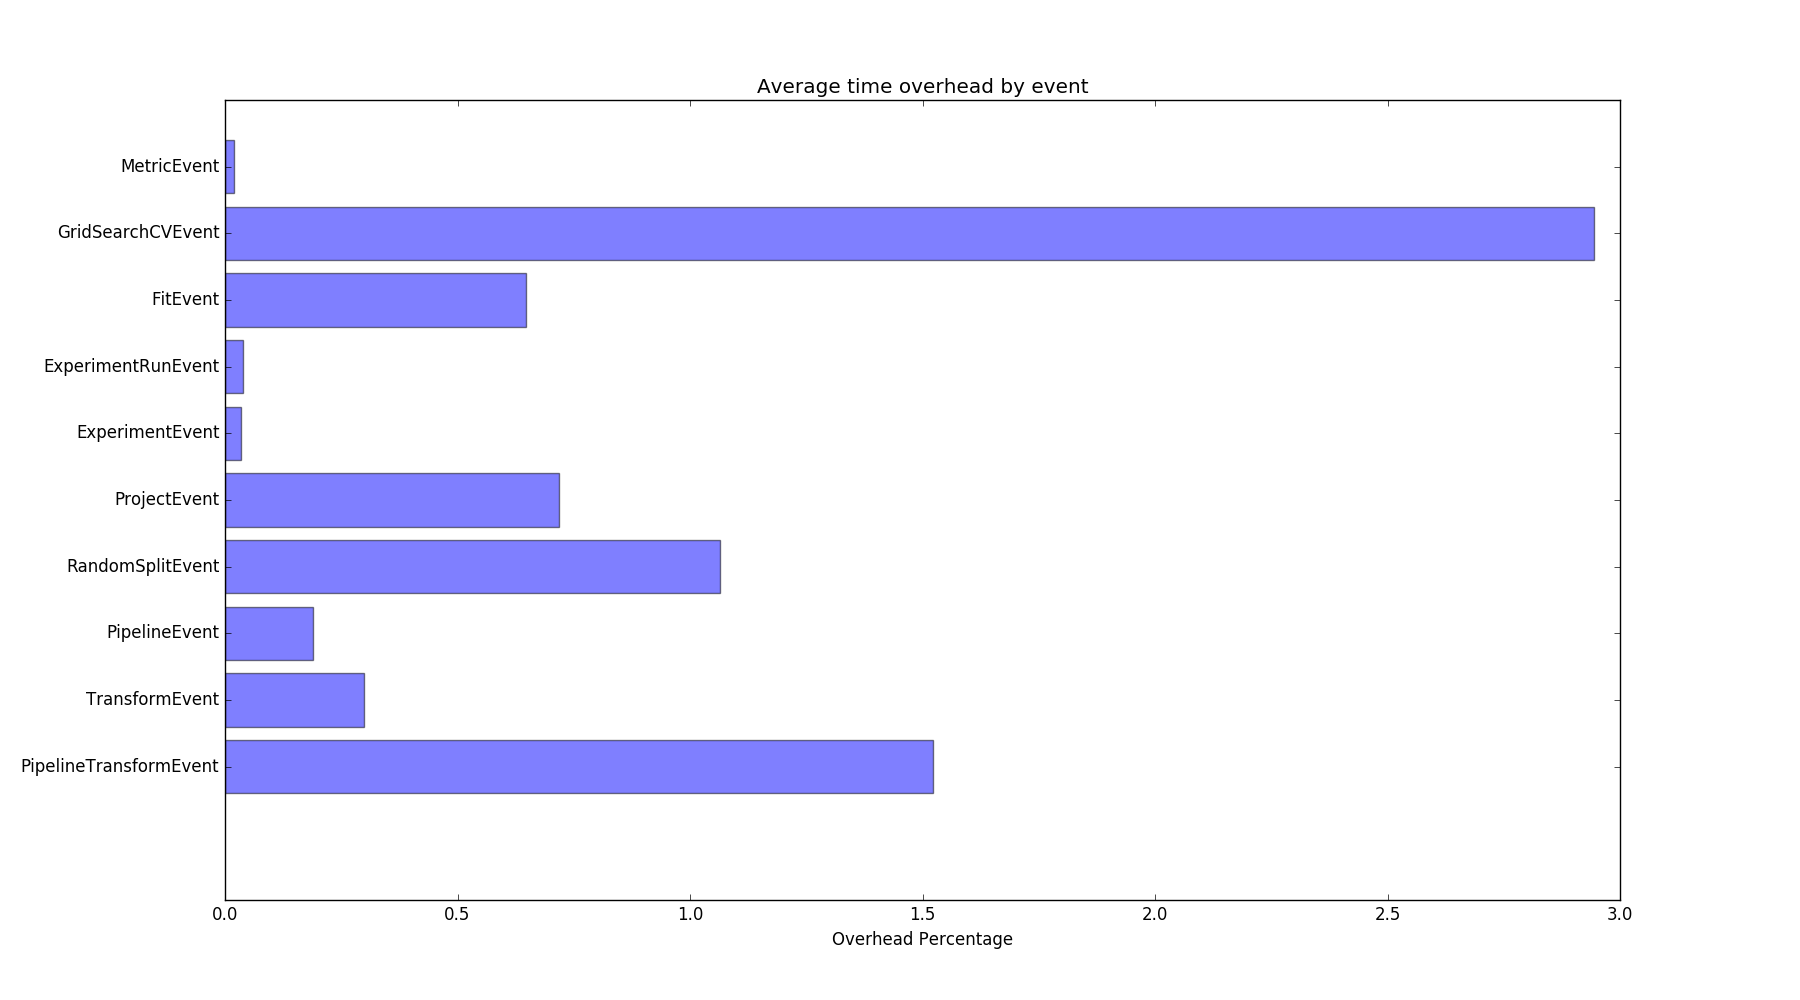 Average time overhead by event
MetricEvent
GridSearchCVEvent
FitEvent
ExperimentRunEvent
ExperimentEvent
ProjectEvent
RandomSplitEvent
PipelineEvent
TransformEvent
PipelineTransformEvent
0.0 0.5 1.0 1.5 2.0 2.5 3.0
Overhead Percentage